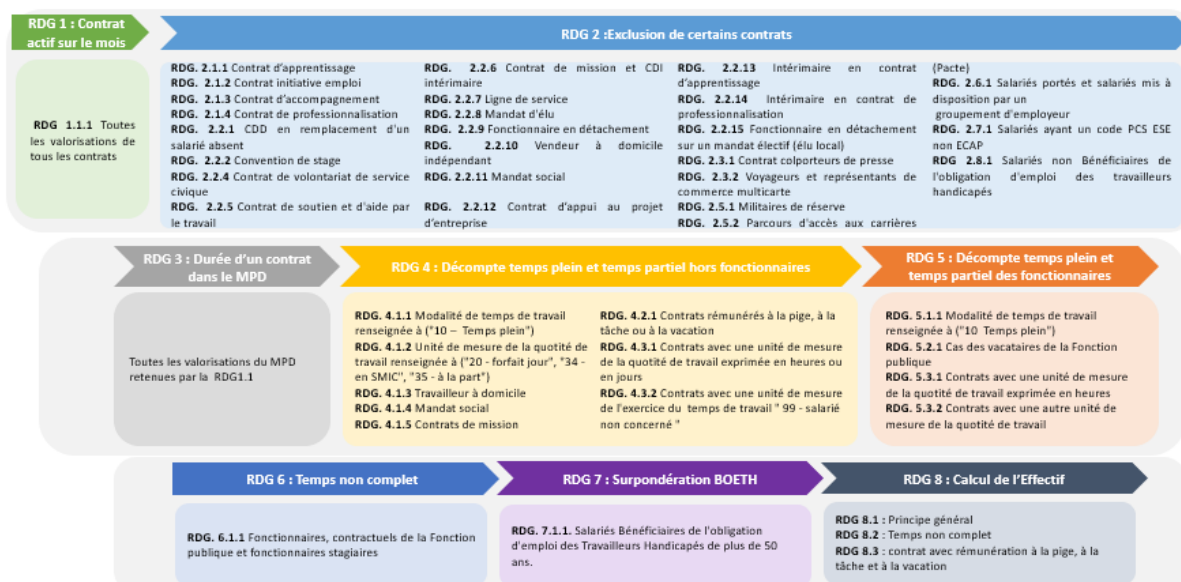 RDG 1 : Contrat
actif sur le mois
RDG 2 :Exclusion de certains contrats
RDG 1.1.1 Toutes
les valorisations de
tous les contrats
RDG. 2.1.1 Contrat d'apprentissage
RDG. 2.1.2 Contrat initiative emploi
RDG. 2.1.3 Contrat d'accompagnement
RDG. 2.1.4 Contrat de professionnalisation
RDG. 2.2.1 CDD en remplacement d'un
salarié absent
RDG. 2.2.2 Convention de stage
RDG. 2.2.4 Contrat de volontariat de service
civique
RDG. 2.2.5 Contrat de soutien et d'aide par
le travail
RDG. 2.2.6 Contrat de mission et CDI
intérimaire
RDG. 2.2.7 Ligne de service
RDG. 2.2.8 Mandat d'élu
RDG. 2.2.9 Fonctionnaire en détachement
RDG. 2.2.10 Vendeur à domicile
indépendant
RDG. 2.2.11 Mandat social
RDG. 2.2.12 Contrat d'appui au projet
d'entreprise
RDG. 2.2.13 Intérimaire en contrat
d'apprentissage
RDG. 2.2.14 Intérimaire en contrat de
professionnalisation
RDG. 2.2.15 Fonctionnaire en détachement
sur un mandat électif (élu local)
RDG. 2.3.1 Contrat colporteurs de presse
RDG. 2.3.2 Voyageurs et représentants de
commerce multicarte
RDG. 2.5.1 Militaires de réserve
RDG. 2.5.2 Parcours d'accès aux carrières
(Pacte)
RDG. 2.6.1 Salariés portés et salariés mis à
disposition par un
groupement d'employeur
RDG. 2.7.1 Salariés ayant un code PCS ESE
non ECAP
RDG 2.8.1 Salariés non Bénéficiaires de
l'obligation d'emploi des travailleurs
handicapés
RDG 3 : Durée d'un contrat
dans le MPD
RDG 4 : Décompte temps plein et temps partiel hors fonctionnaires
RDG 5 : Décompte temps plein et
temps partiel des fonctionnaires
Toutes les valorisations du MPD
retenues par la RDG1.1
RDG. 4.1.1 Modalité de temps de travail
renseignée à ("10 – Temps plein")
RDG. 4.1.2 Unité de mesure de la quotité de
travail renseignée à ("20 - forfait jour", "34 -
en SMIC", "35 - à la part")
RDG. 4.1.3 Travailleur à domicile
RDG. 4.1.4 Mandat social
RDG. 4.1.5 Contrats de mission
RDG. 4.2.1 Contrats rémunérés à la pige, à la
tâche ou à la vacation
RDG. 4.3.1 Contrats avec une unité de mesure
de la quotité de travail exprimée en heures ou
en jours
RDG. 4.3.2 Contrats avec une unité de mesure
de l'exercice du temps de travail " 99 - salarié
non concerné "
RDG. 5.1.1 Modalité de temps de travail
renseignée à ("10 Temps plein")
RDG. 5.2.1 Cas des vacataires de la Fonction
publique
RDG. 5.3.1 Contrats avec une unité de mesure
de la quotité de travail exprimée en heures
RDG. 5.3.2 Contrats avec une autre unité de
mesure de la quotité de travail
RDG 6 : Temps non complet
RDG 7 : Surpondération BOETH
RDG 8 : Calcul de l'Effectif
RDG. 6.1.1 Fonctionnaires, contractuels de la Fonction
publique et fonctionnaires stagiaires
RDG. 7.1.1. Salariés Bénéficiaires de l'obligation
d'emploi des Travailleurs Handicapés de plus de 50
ans.
RDG 8.1 : Principe général
RDG 8.2 : Temps non complet
RDG 8.3 : contrat avec rémunération à la pige, à la
tâche et à la vacation